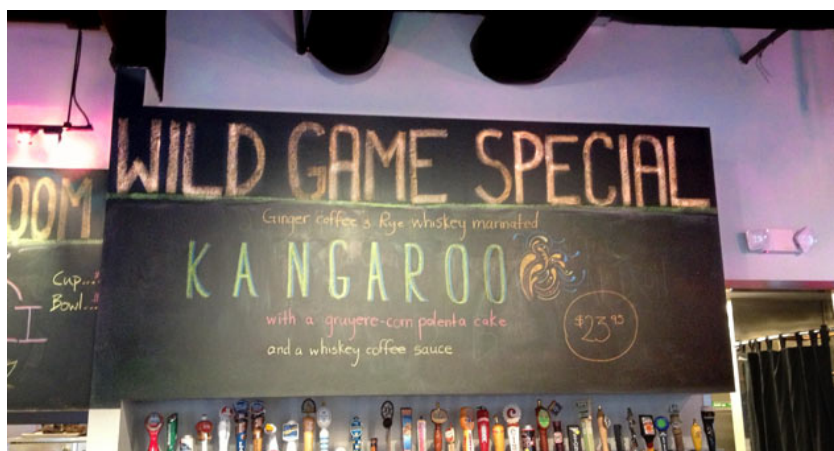 WILD GAME SPECIAL
Ginger coffee & Rye whiskey marinated
KANGAROO
with a gruyere-corn polenta cake
$23.95
and a whiskey coffee sauce
OOM
Cup...
Bowl...